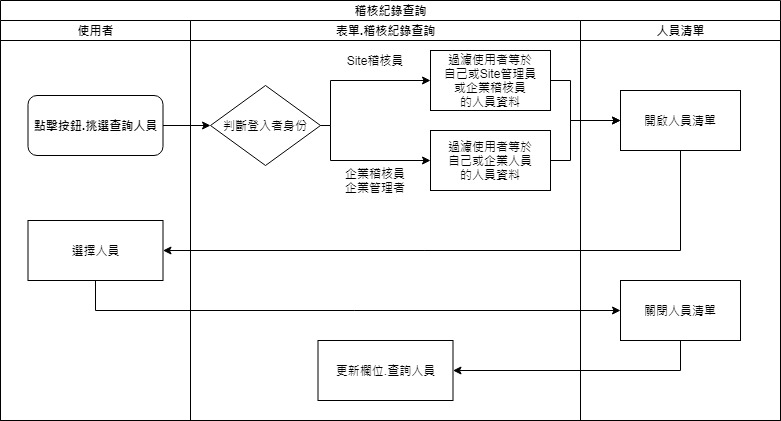 稽核紀錄查詢
使用者
表單.稽核紀錄查詢
人員清單
點擊按鈕.挑選查詢人員
判斷登入者身份
Site稽核員
過濾使用者等於
自己或Site管理員
或企業稽核員
的人員資料
企業稽核員
企業管理者
過濾使用者等於
自己或企業人員
的人員資料
開啟人員清單
選擇人員
關閉人員清單
更新欄位.查詢人員